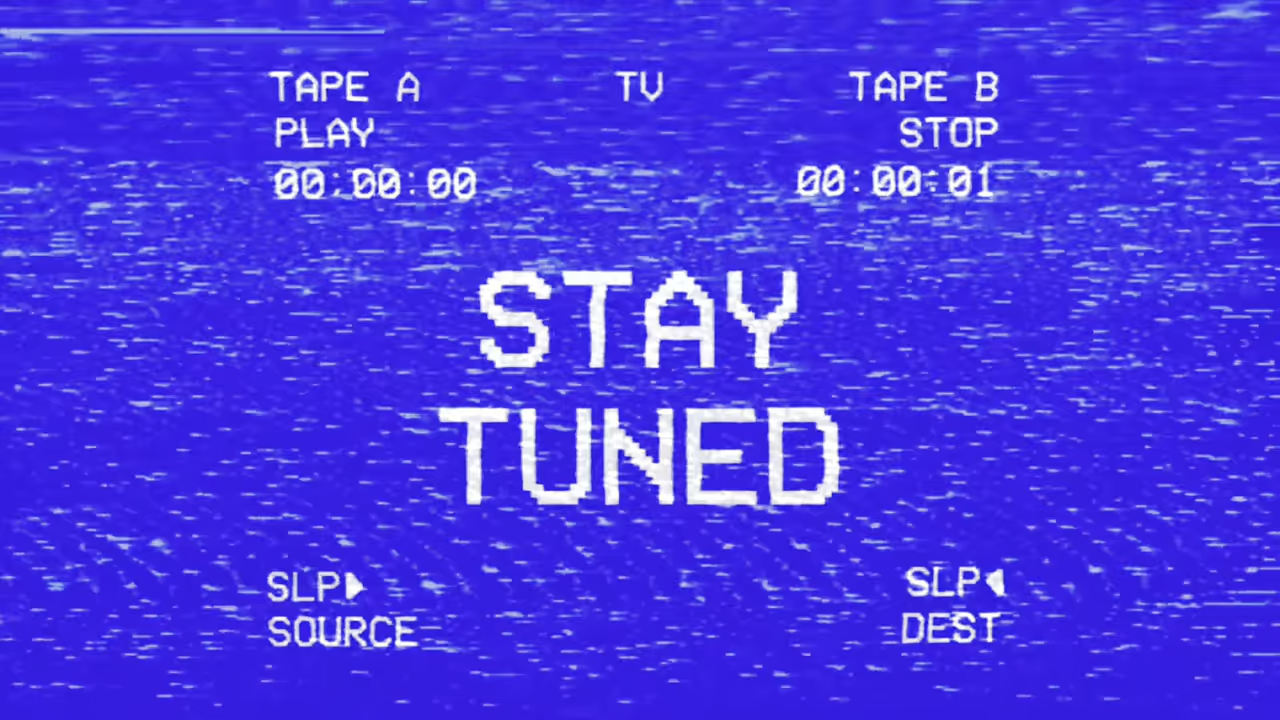 TAPE A TV TAPE B
PLAY STOP
00:00:00 00:00:01
STAY
TUNED
SLP▶ SLP◀
SOURCE DEST